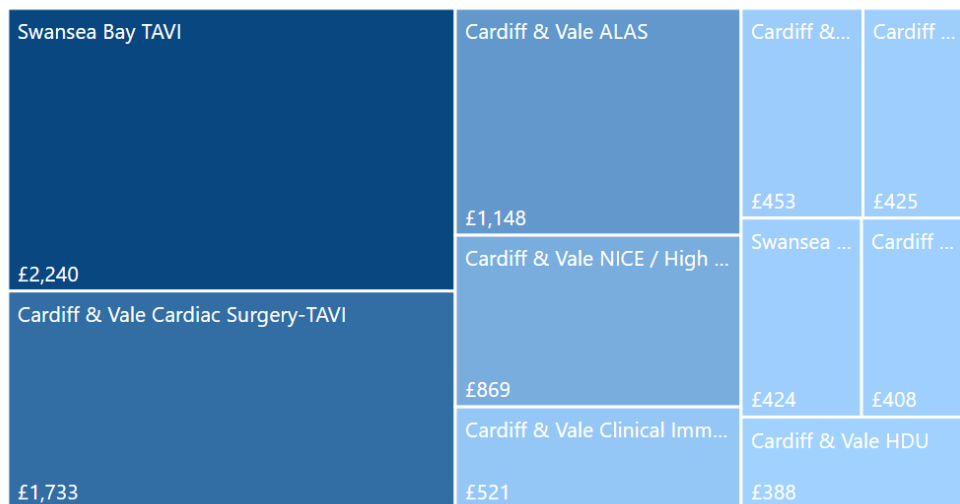 Swansea Bay TAVI
£2,240
Cardiff & Vale Cardiac Surgery-TAVI
£1,733
Cardiff & Vale ALAS
£1,148
Cardiff & Vale NICE / High ...
£869
Cardiff & Vale Clinical Imm...
£521
Cardiff &...
£453
Cardiff ...
£425
Swansea ...
£424
Cardiff ...
£408
Cardiff & Vale HDU
£388